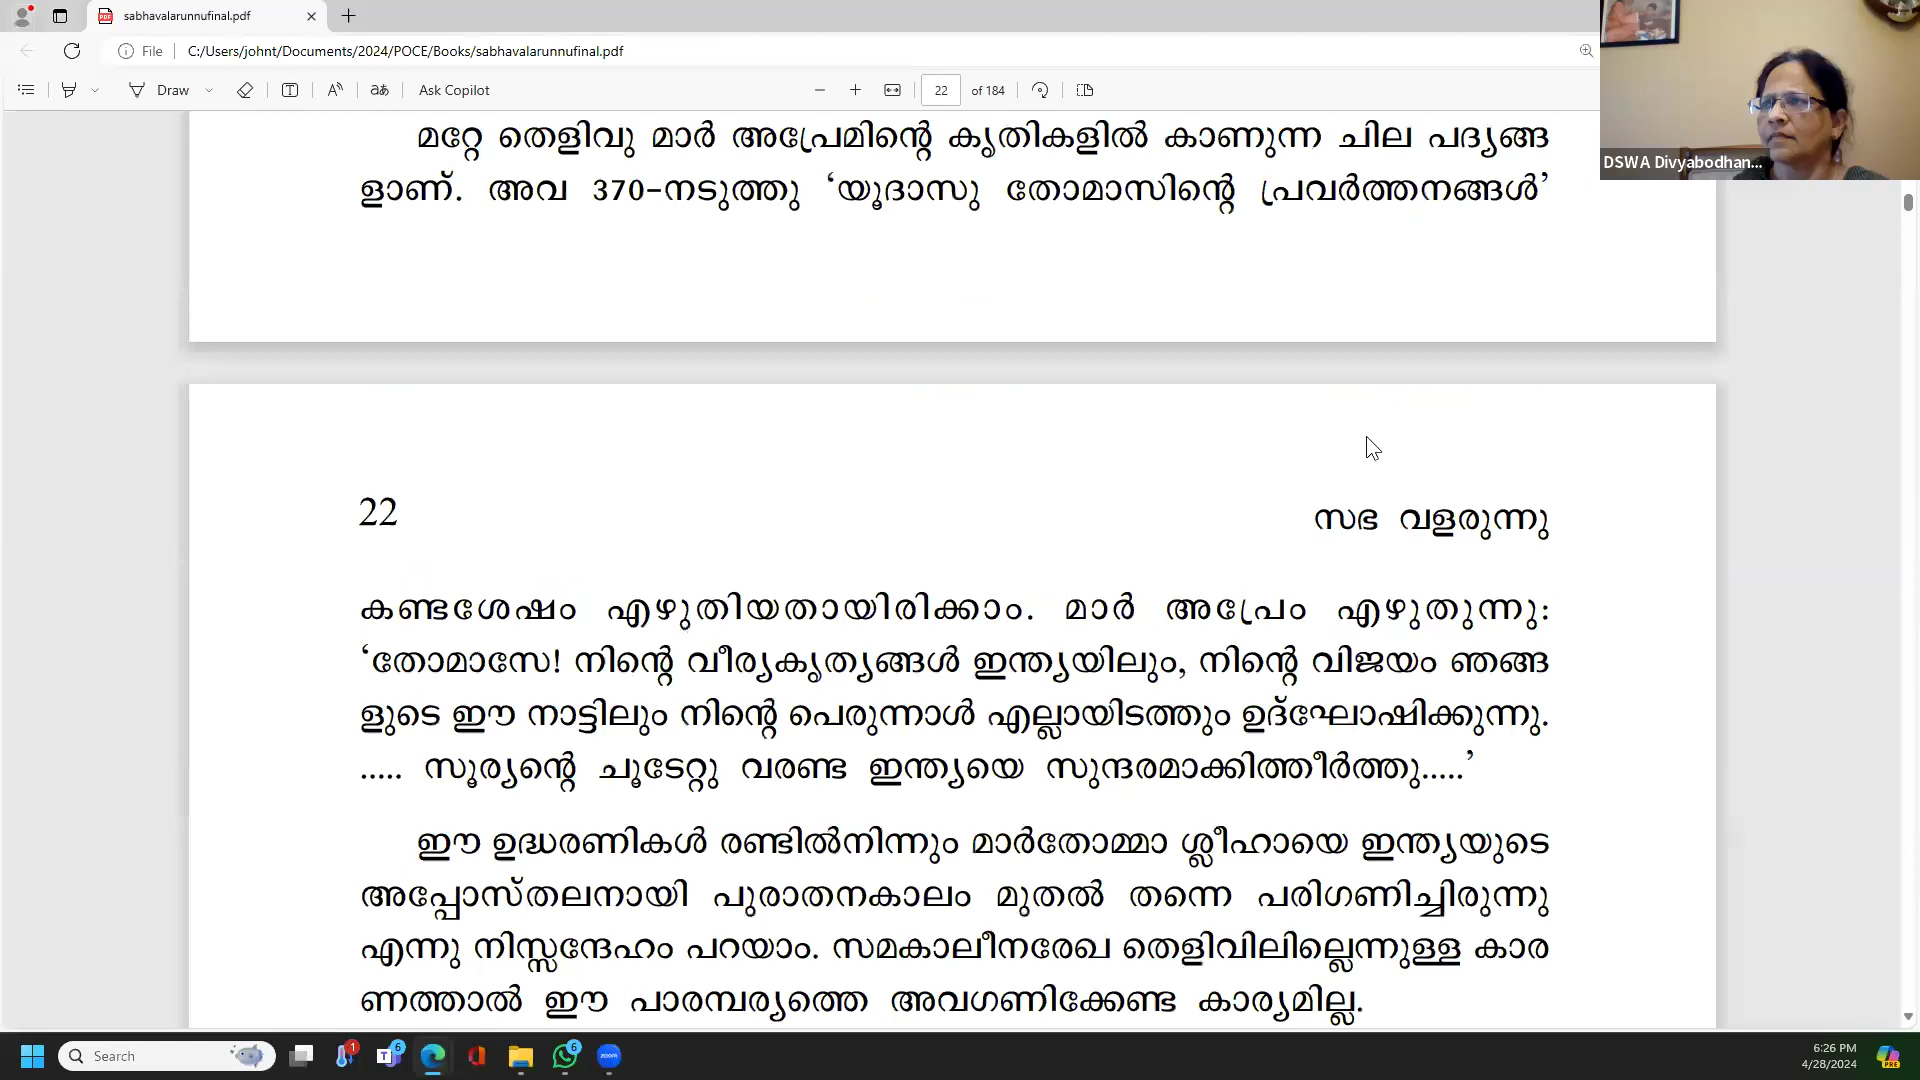 sabhavalarunnufinal.pdf
File C:/Users/johnt/Documents/2024/POCE/Books/sabhavalarunnufinal.pdf
Draw Ask Copilot 22 of 184
മറ്റേ തെളിവു മാർ അപ്രേമിന്റെ കൃതികളിൽ കാണുന്ന ചില പദ്യങ്ങ
ളാണ്. അവ 370-നടുത്തു ‘യൂദാസു തോമാസിന്റെ പ്രവർത്തനങ്ങൾ’
DSWA Divyabodhan...
22 സഭ വളരുന്നു
കണ്ടശേഷം എഴുതിയതായിരിക്കാം. മാർ അപ്രേം എഴുതുന്നു:
‘തോമാസേ! നിന്റെ വീര്യകൃത്യങ്ങൾ ഇന്ത്യയിലും, നിന്റെ വിജയം ഞങ്ങ
ളുടെ ഈ നാട്ടിലും നിന്റെ പെരുന്നാൾ എല്ലായിടത്തും ഉദ്ഘോഷിക്കുന്നു.
..... സൂര്യന്റെ ചൂടേറ്റു വരണ്ട ഇന്ത്യയെ സുന്ദരമാക്കിത്തീർത്തു.....’
ഈ ഉദ്ധരണികൾ രണ്ടിൽനിന്നും മാർതോമ്മാ ശ്ലീഹായെ ഇന്ത്യയുടെ
അപ്പോസ്തലനായി പുരാതനകാലം മുതൽ തന്നെ പരിഗണിച്ചിരുന്നു
എന്നു നിസ്സന്ദേഹം പറയാം. സമകാലീനരേഖ തെളിവിലില്ലെന്നുള്ള കാര
ണത്താൽ ഈ പാരമ്പര്യത്തെ അവഗണിക്കേണ്ട കാര്യമില്ല.
Search 1 6 6 zoom
6:26 PM
4/28/2024